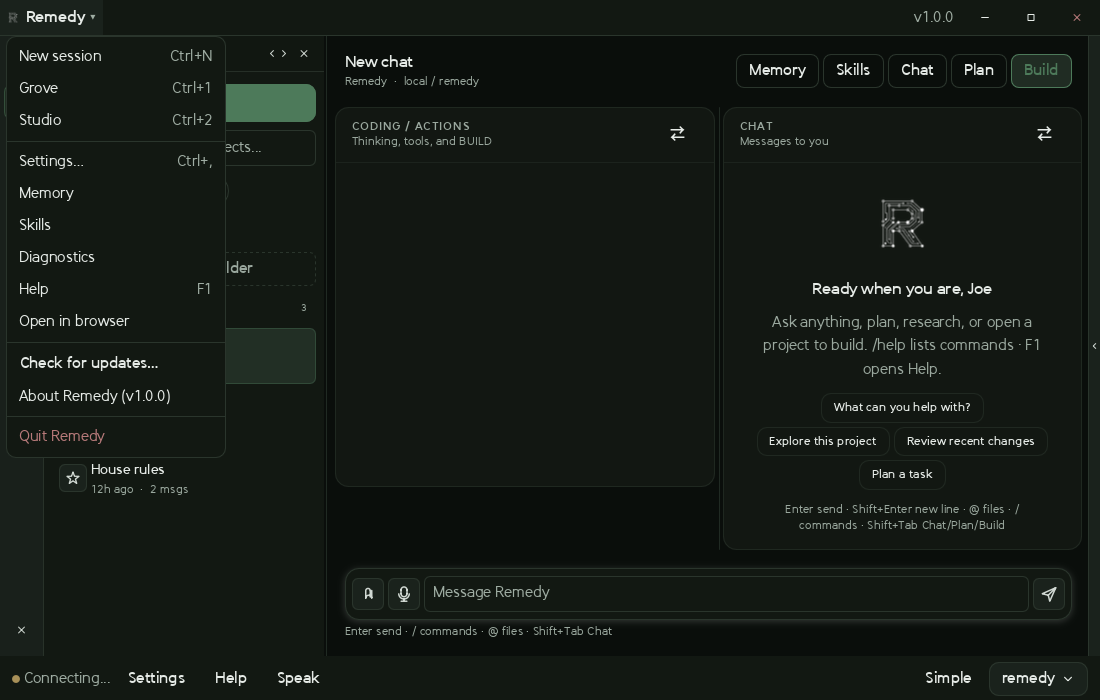 Remedy
v1.0.0
New session Ctrl+N
Grove Ctrl+1
Studio Ctrl+2
Settings... Ctrl+,
Memory
Skills
Diagnostics
Help F1
Open in browser
Check for updates...
About Remedy (v1.0.0)
Quit Remedy
ects...
lder
3
House rules
12h ago · 2 msgs
New chat
Remedy · local / remedy
Memory Skills Chat Plan Build
CODING / ACTIONS
Thinking, tools, and BUILD
CHAT
Messages to you
Ready when you are, Joe
Ask anything, plan, research, or open a
project to build. /help lists commands · F1
opens Help.
What can you help with?
Explore this project Review recent changes
Plan a task
Enter send · Shift+Enter new line · @ files · /
commands · Shift+Tab Chat/Plan/Build
Message Remedy
Enter send · / commands · @ files · Shift+Tab Chat
Connecting... Settings Help Speak Simple remedy